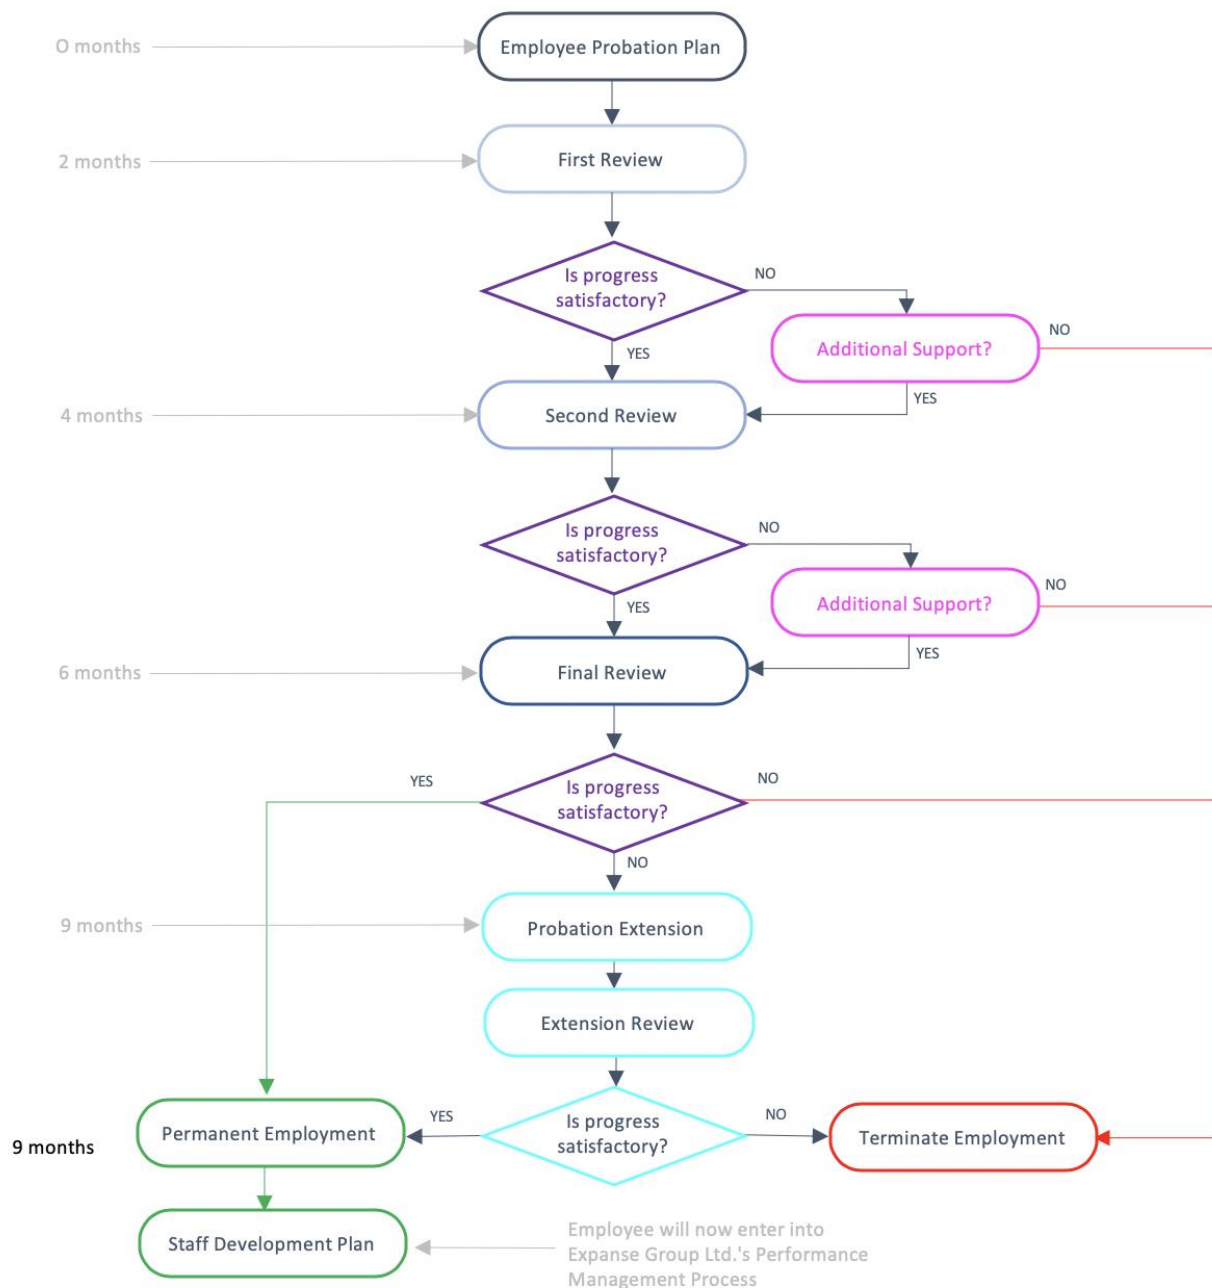 O months
Employee Probation Plan
2 months
First Review
Is progress
satisfactory?
NO
Additional Support?
NO
YES
YES
4 months
Second Review
Is progress
satisfactory?
NO
Additional Support?
NO
YES
YES
6 months
Final Review
YES
Is progress
satisfactory?
NO
NO
9 months
Probation Extension
Extension Review
Permanent Employment
YES
Is progress
satisfactory?
NO
Terminate Employment
9 months
Staff Development Plan
Employee will now enter into
Expanse Group Ltd.'s Performance
Management Process